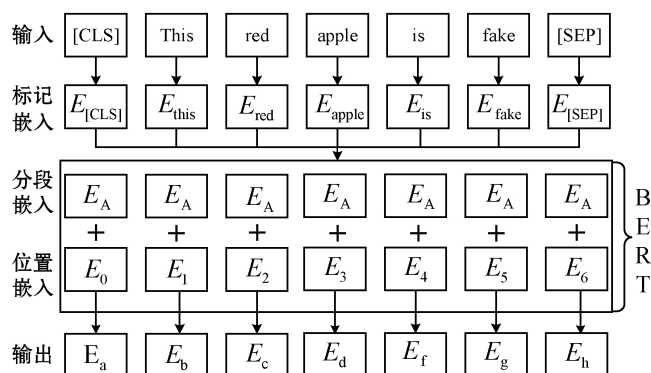 输入 [CLS] This red apple is fake [SEP]
标记嵌入 E[CLS] Ethis Ered Eapple Eis Efake E[SEP]
分段嵌入 EA EA EA EA EA EA EA
+ + + + + + +
位置嵌入 E0 E1 E2 E3 E4 E5 E6
BERT
输出 Ea Eb Ec Ed Ef Eg Eh